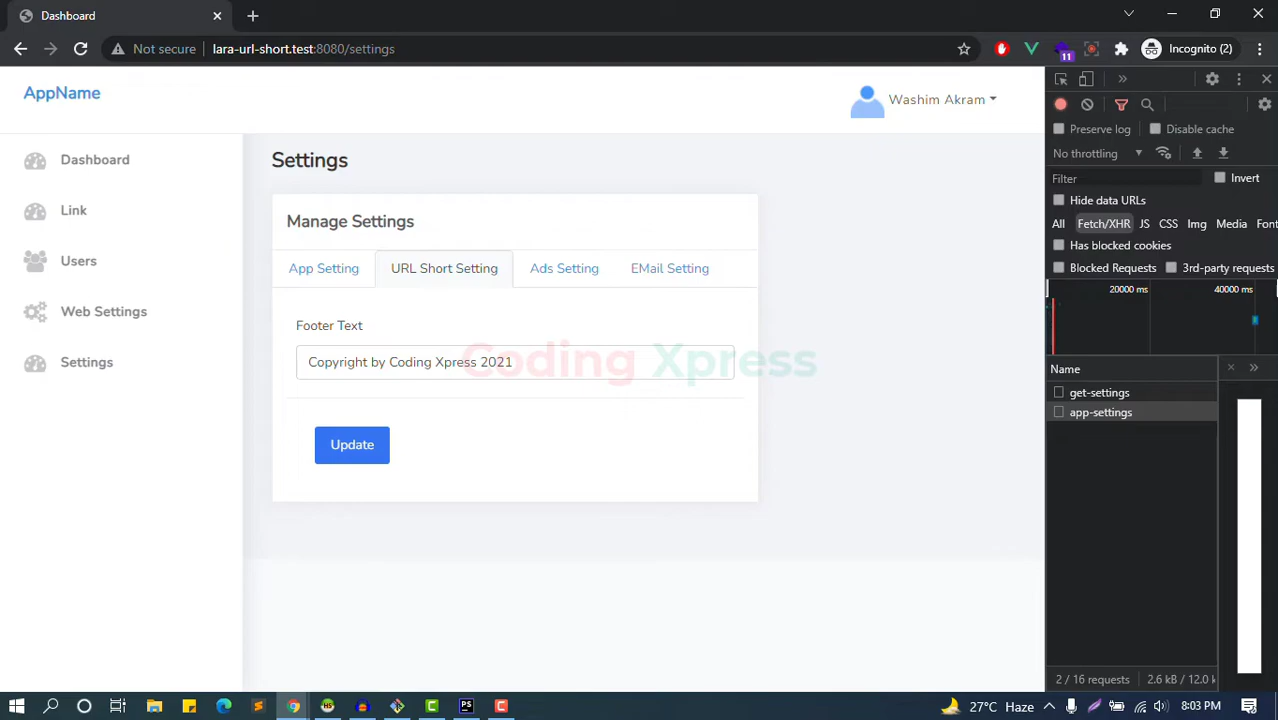 Dashboard
Not secure
lara-url-short.test:8080/settings
11
Incognito (2)
AppName
Washim Akram
Dashboard
Link
Users
Web Settings
Settings
Settings
Manage Settings
App Setting
URL Short Setting
Ads Setting
EMail Setting
Footer Text
Copyright by Coding Xpress 2021
Coding Xpress
Update
Preserve log
Disable cache
No throttling
Filter
Invert
Hide data URLs
All
Fetch/XHR
JS
CSS
Img
Media
Font
Has blocked cookies
Blocked Requests
3rd-party requests
20000 ms
40000 ms
Name
get-settings
app-settings
2 / 16 requests
2.6 kB / 12.0 k
HS
PS
27°C Haze
8:03 PM